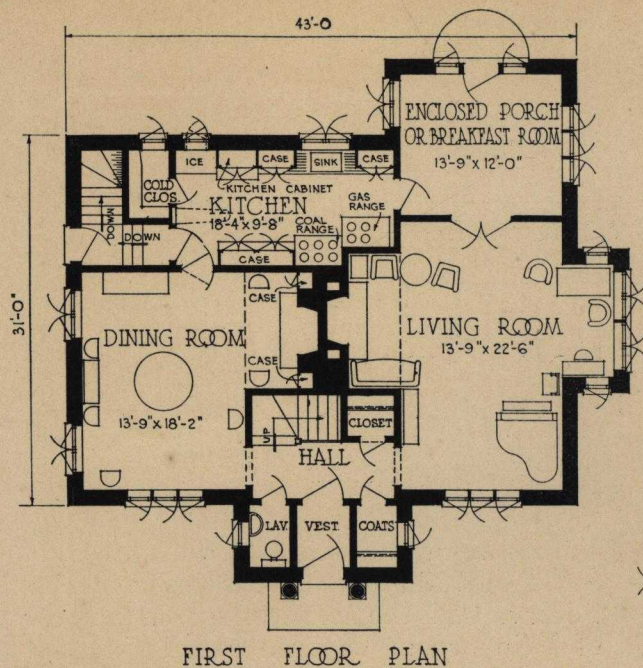 43'-0
ENCLOSED PORCH
OR BREAKFAST ROOM
13'-9" x 12'-0"
31'-0"
ICE
CASE
SINK
CASE
COLD
CLOS.
KITCHEN CABINET
KITCHEN
18'-4" x 9'-8"
GAS
RANGE
COAL
RANGE
CASE
DOWN
DOWN
DINING ROOM
13'-9" x 18'-2"
CASE
CASE
LIVING ROOM
13'-9" x 22'-6"
UP
CLOSET
HALL
LAV.
VEST.
COATS
FIRST FLOOR PLAN